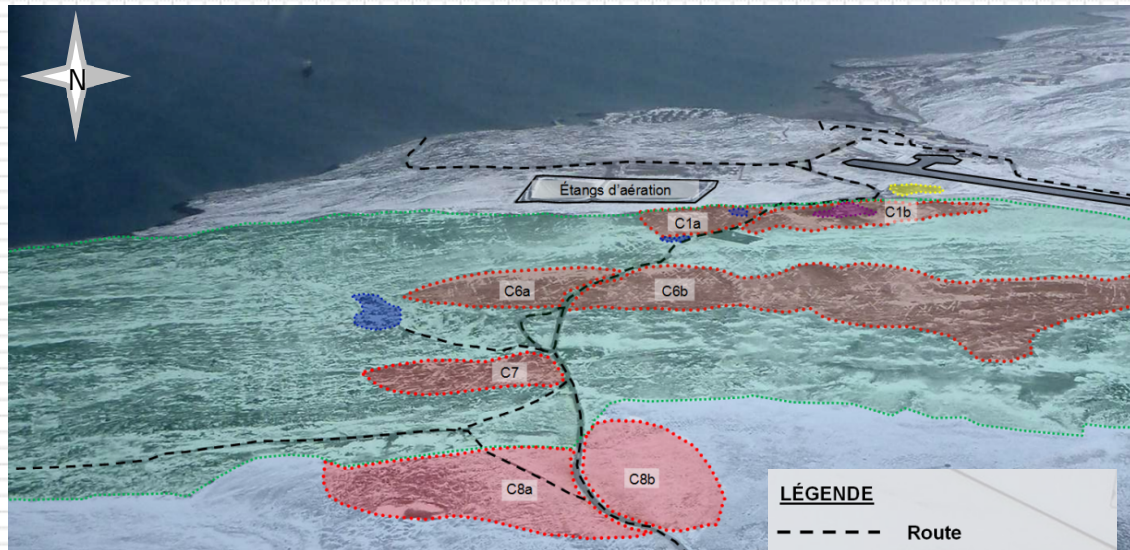 N
Étangs d'aération
C1a
C1b
C6a
C6b
C7
C8a
C8b
LÉGENDE
Route